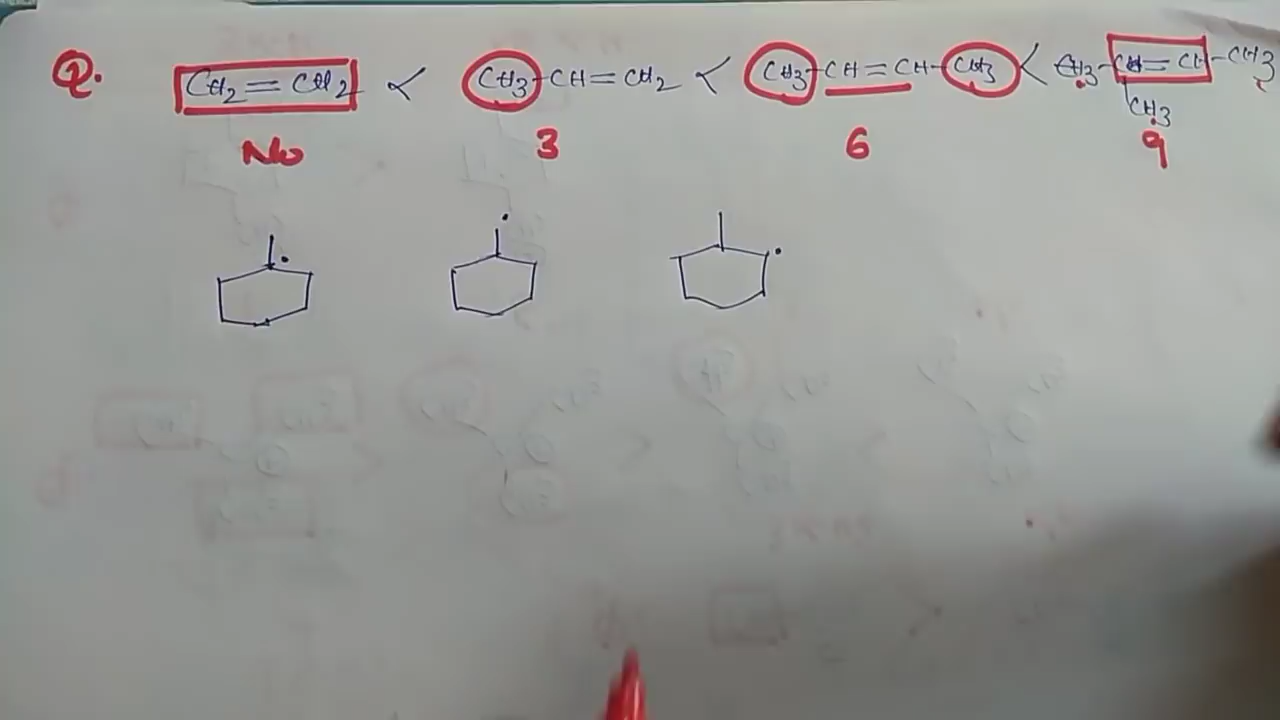 Q. CH2=CH2 < CH3-CH=CH2 < CH3-CH=CH-CH3 < CH3-CH=CH-CH3
CH3
No 3 6 9